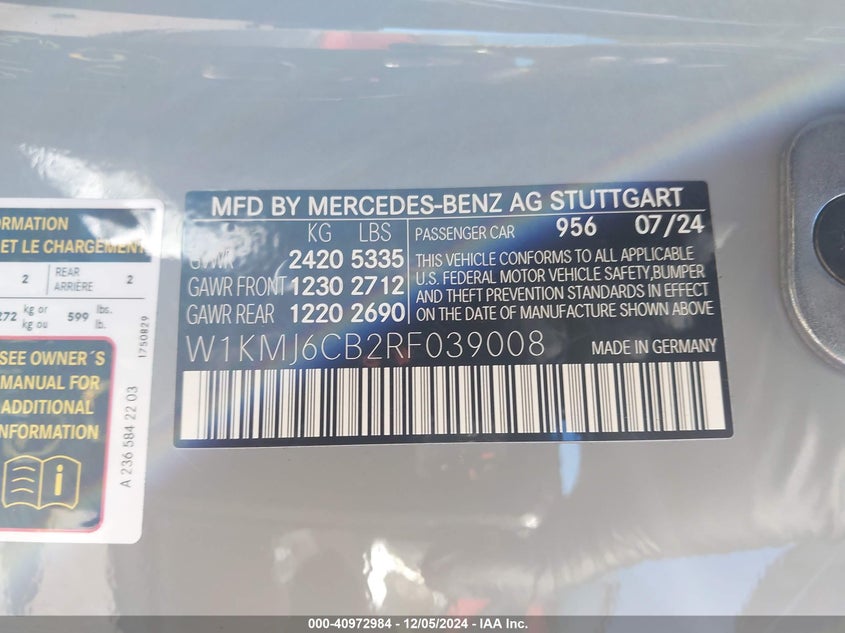 ORMATION
ET LE CHARGEMENT
2 REAR ARRIÈRE 2
272 kg or kg ou 599 lbs. lb.
1750829
SEE OWNER´S
MANUAL FOR
ADDITIONAL
INFORMATION
A 236 584 22 03
MFD BY MERCEDES-BENZ AG STUTTGART
KG LBS PASSENGER CAR 956 07/24
GVWR 2420 5335
GAWR FRONT 1230 2712
GAWR REAR 1220 2690
THIS VEHICLE CONFORMS TO ALL APPLICABLE
U.S. FEDERAL MOTOR VEHICLE SAFETY,BUMPER
AND THEFT PREVENTION STANDARDS IN EFFECT
ON THE DATE OF MANUFACTURE SHOWN ABOVE
W1KMJ6CB2RF039008 MADE IN GERMANY
000-40972984 - 12/05/2024 - IAA Inc.